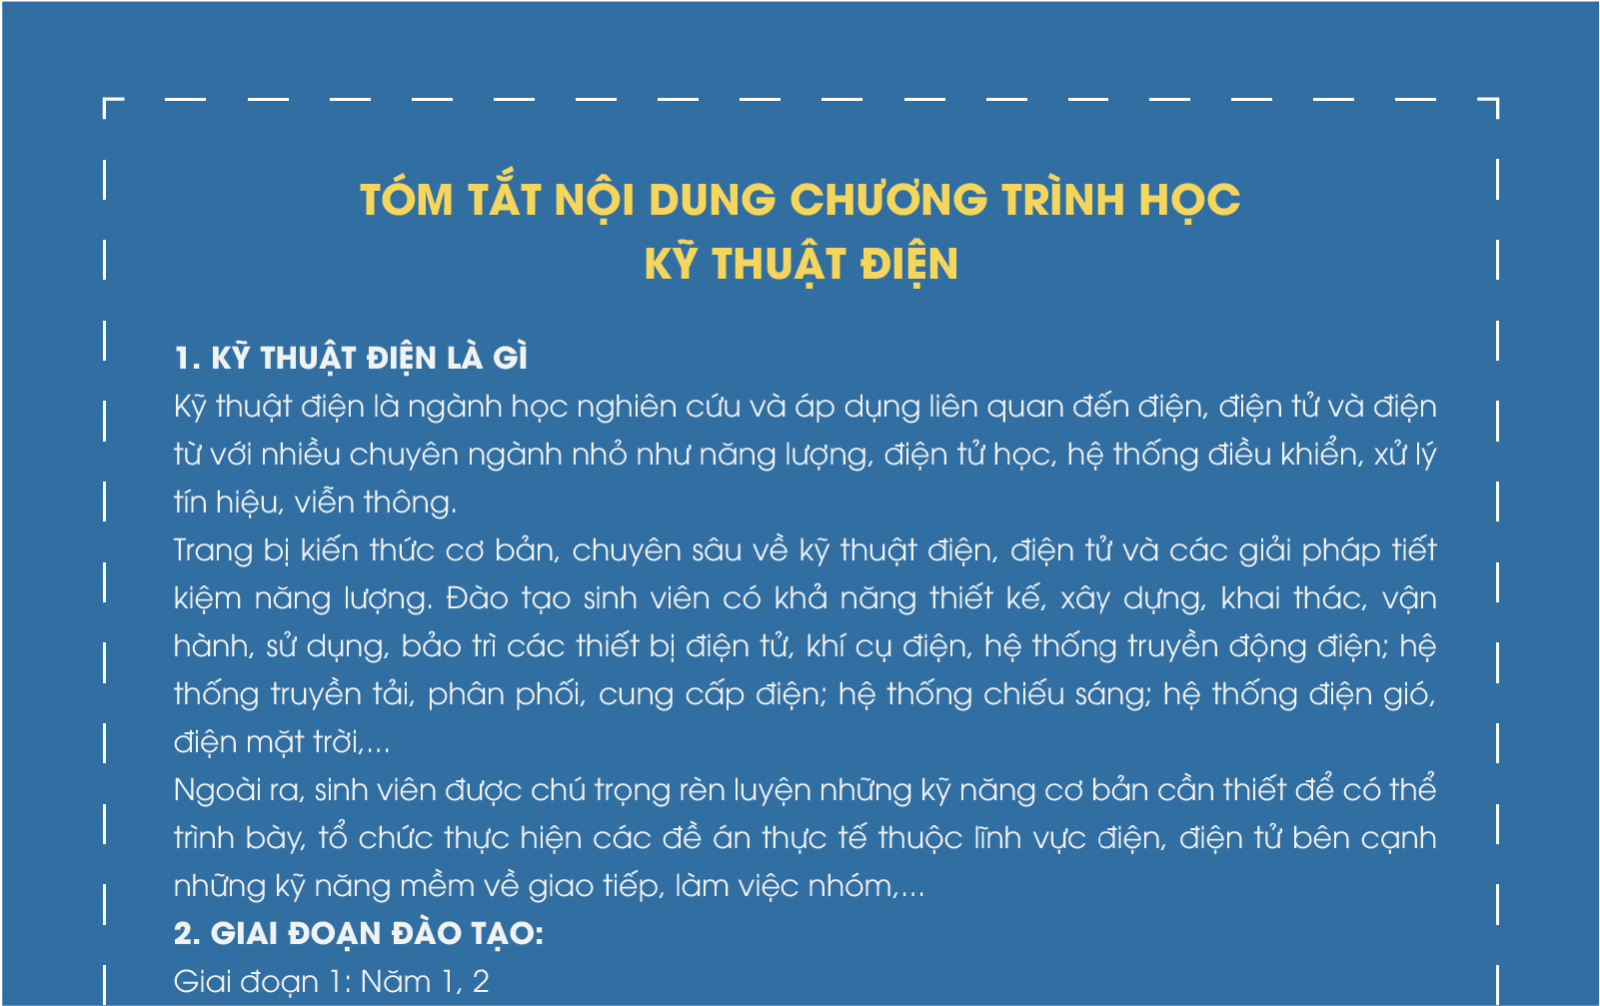 TÓM TẮT NỘI DUNG CHƯƠNG TRÌNH HỌC
KỸ THUẬT ĐIỆN
1. KỸ THUẬT ĐIỆN LÀ GÌ
Kỹ thuật điện là ngành học nghiên cứu và áp dụng liên quan đến điện, điện tử và điện
từ với nhiều chuyên ngành nhỏ như năng lượng, điện tử học, hệ thống điều khiển, xử lý
tín hiệu, viễn thông.
Trang bị kiến thức cơ bản, chuyên sâu về kỹ thuật điện, điện tử và các giải pháp tiết
kiệm năng lượng. Đào tạo sinh viên có khả năng thiết kế, xây dựng, khai thác, vận
hành, sử dụng, bảo trì các thiết bị điện tử, khí cụ điện, hệ thống truyền động điện; hệ
thống truyền tải, phân phối, cung cấp điện; hệ thống chiếu sáng; hệ thống điện gió,
điện mặt trời,...
Ngoài ra, sinh viên được chú trọng rèn luyện những kỹ năng cơ bản cần thiết để có thể
trình bày, tổ chức thực hiện các đề án thực tế thuộc lĩnh vực điện, điện tử bên cạnh
những kỹ năng mềm về giao tiếp, làm việc nhóm,...
2. GIAI ĐOẠN ĐÀO TẠO:
Giai đoạn 1: Năm 1, 2